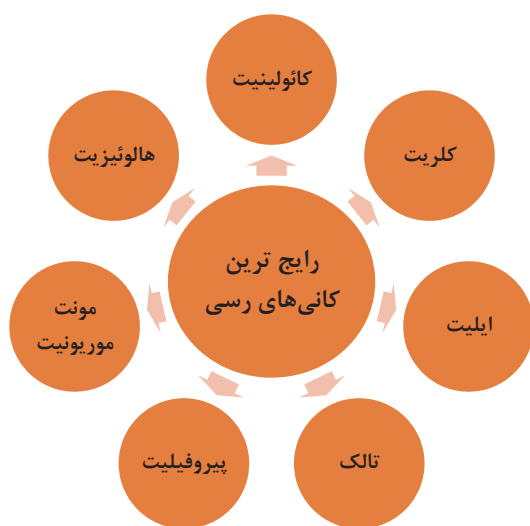 رایج ترین
کانی‌های رسی
کائولینیت
کلریت
ایلیت
تالک
پیروفیلیت
مونت
موریونیت
هالوئیزیت